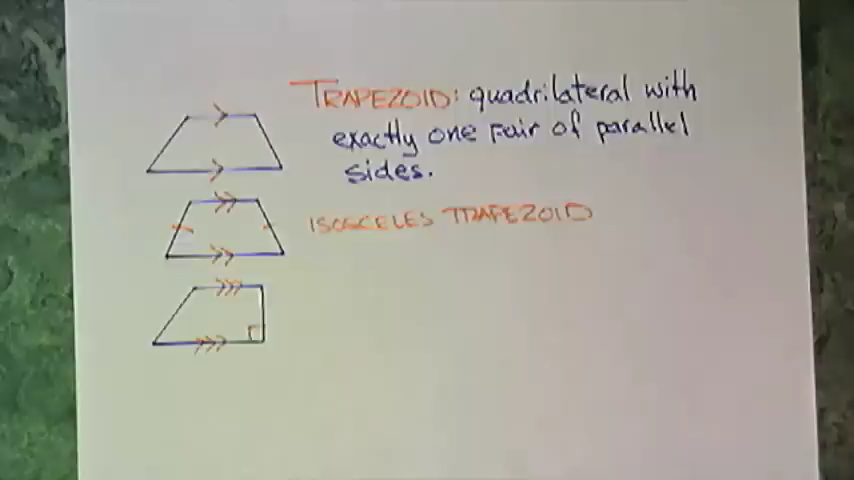 TRAPEZOID: quadrilateral with
exactly one pair of parallel
sides.
ISOSCELES TRAPEZOID